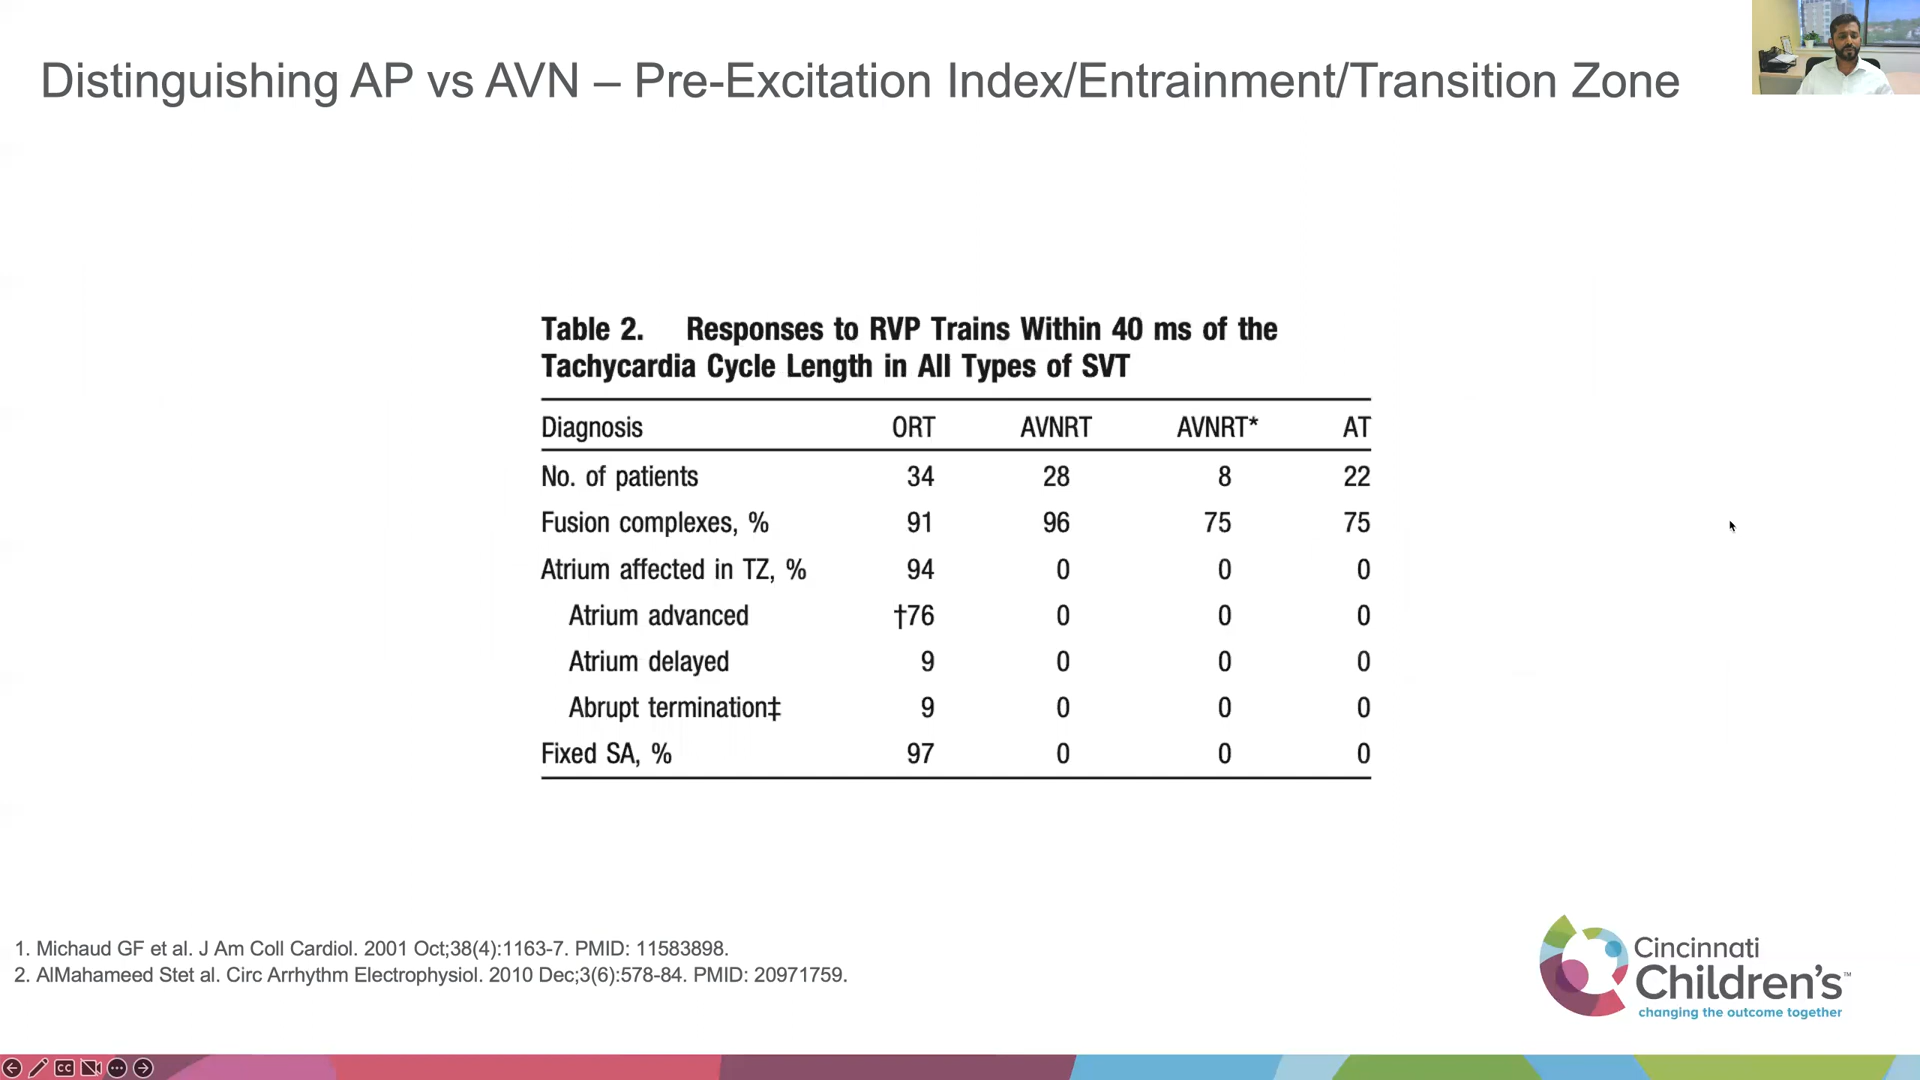 Distinguishing AP vs AVN – Pre-Excitation Index/Entrainment/Transition Zone
Table 2. Responses to RVP Trains Within 40 ms of the
Tachycardia Cycle Length in All Types of SVT
Diagnosis ORT AVNRT AVNRT* AT
No. of patients 34 28 8 22
Fusion complexes, % 91 96 75 75
Atrium affected in TZ, % 94 0 0 0
Atrium advanced †76 0 0 0
Atrium delayed 9 0 0 0
Abrupt termination‡ 9 0 0 0
Fixed SA, % 97 0 0 0
1. Michaud GF et al. J Am Coll Cardiol. 2001 Oct;38(4):1163-7. PMID: 11583898.
2. AlMahameed Stet al. Circ Arrhythm Electrophysiol. 2010 Dec;3(6):578-84. PMID: 20971759.
Cincinnati
Children's™
changing the outcome together
CC